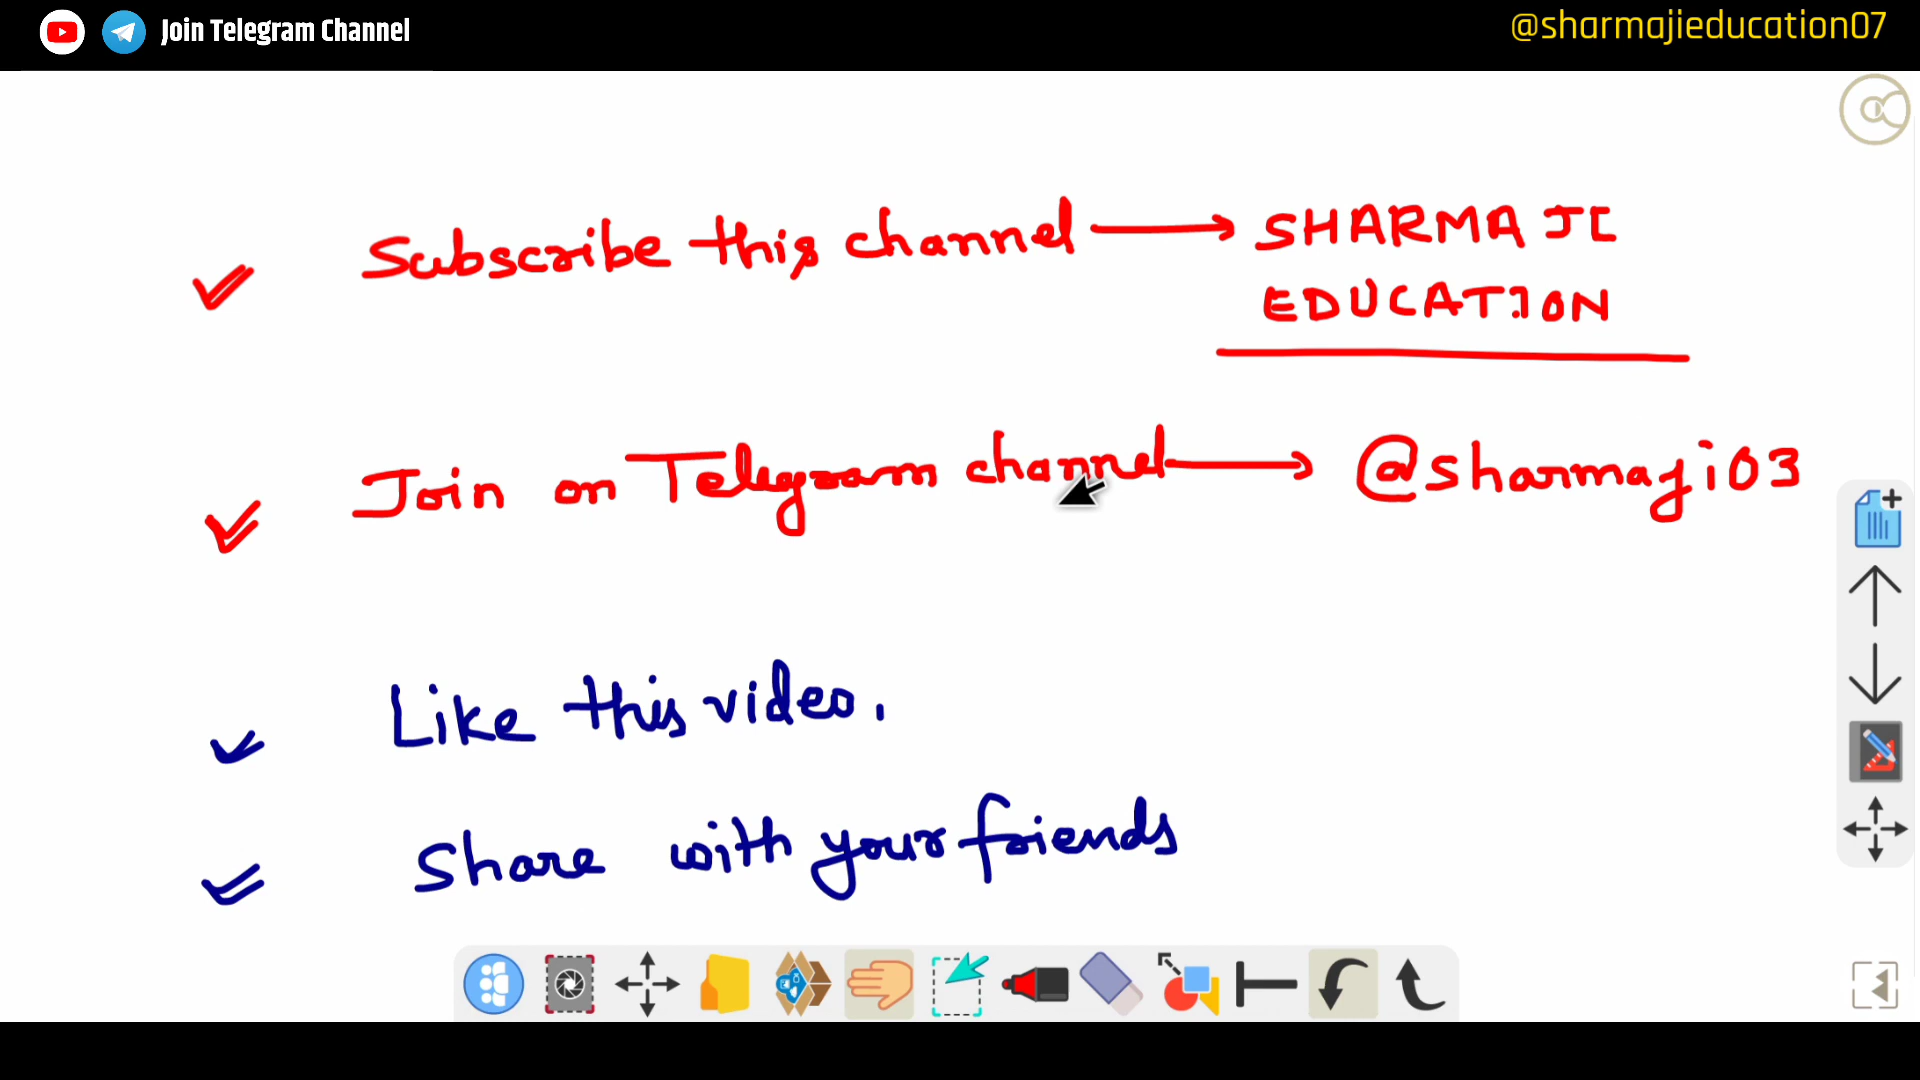 Join Telegram Channel
@sharmajieducation07
Subscribe this channel → SHARMA JI
EDUCATION
Join on Telegram channel → @sharmaji03
Like this video.
Share with your friends